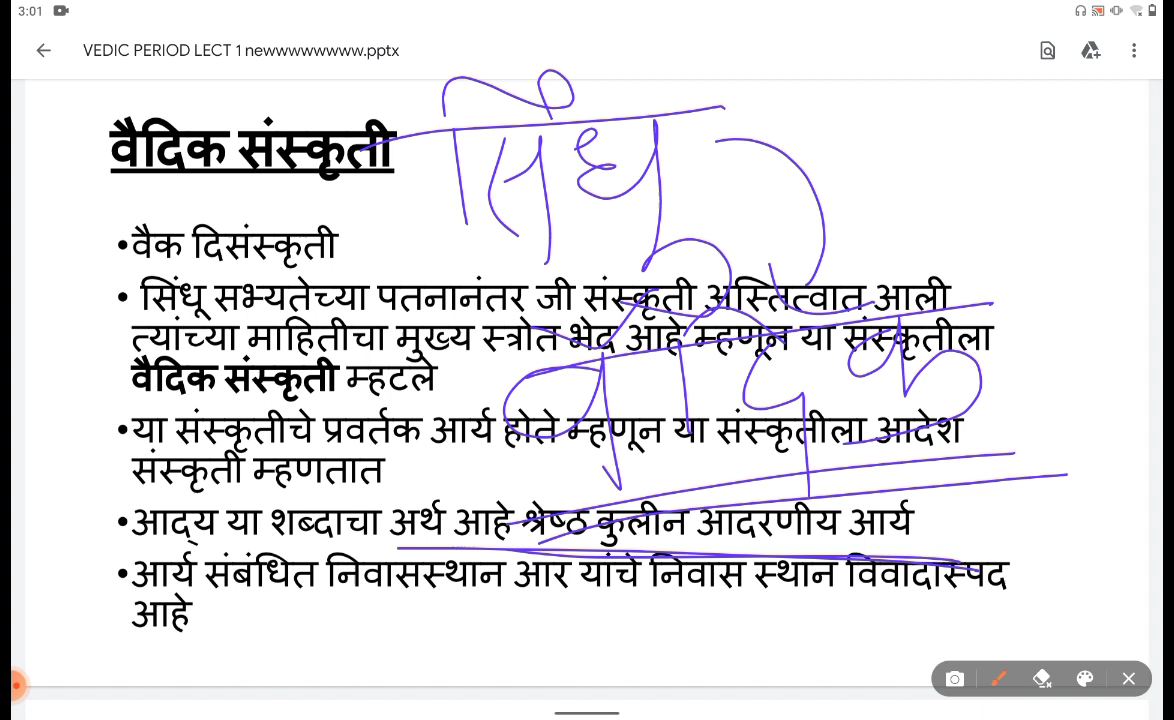 3:01
VEDIC PERIOD LECT 1 newwwwwwwww.pptx
वैदिक संस्कृती
सिंध
•वैक दिसंस्कृती
• सिंधू सभ्यतेच्या पतनानंतर जी संस्कृती अस्तित्वात आली
त्यांच्या माहितीचा मुख्य स्त्रोत भेद आहे म्हणून या संस्कृतीला
वैदिक संस्कृती म्हटले
वैदिक
•या संस्कृतीचे प्रवर्तक आर्य होते म्हणून या संस्कृतीला आदेश
संस्कृती म्हणतात
•आद्य या शब्दाचा अर्थ आहे श्रेष्ठ कुलीन आदरणीय आर्य
•आर्य संबंधित निवासस्थान आर यांचे निवास स्थान विवादास्पद
आहे